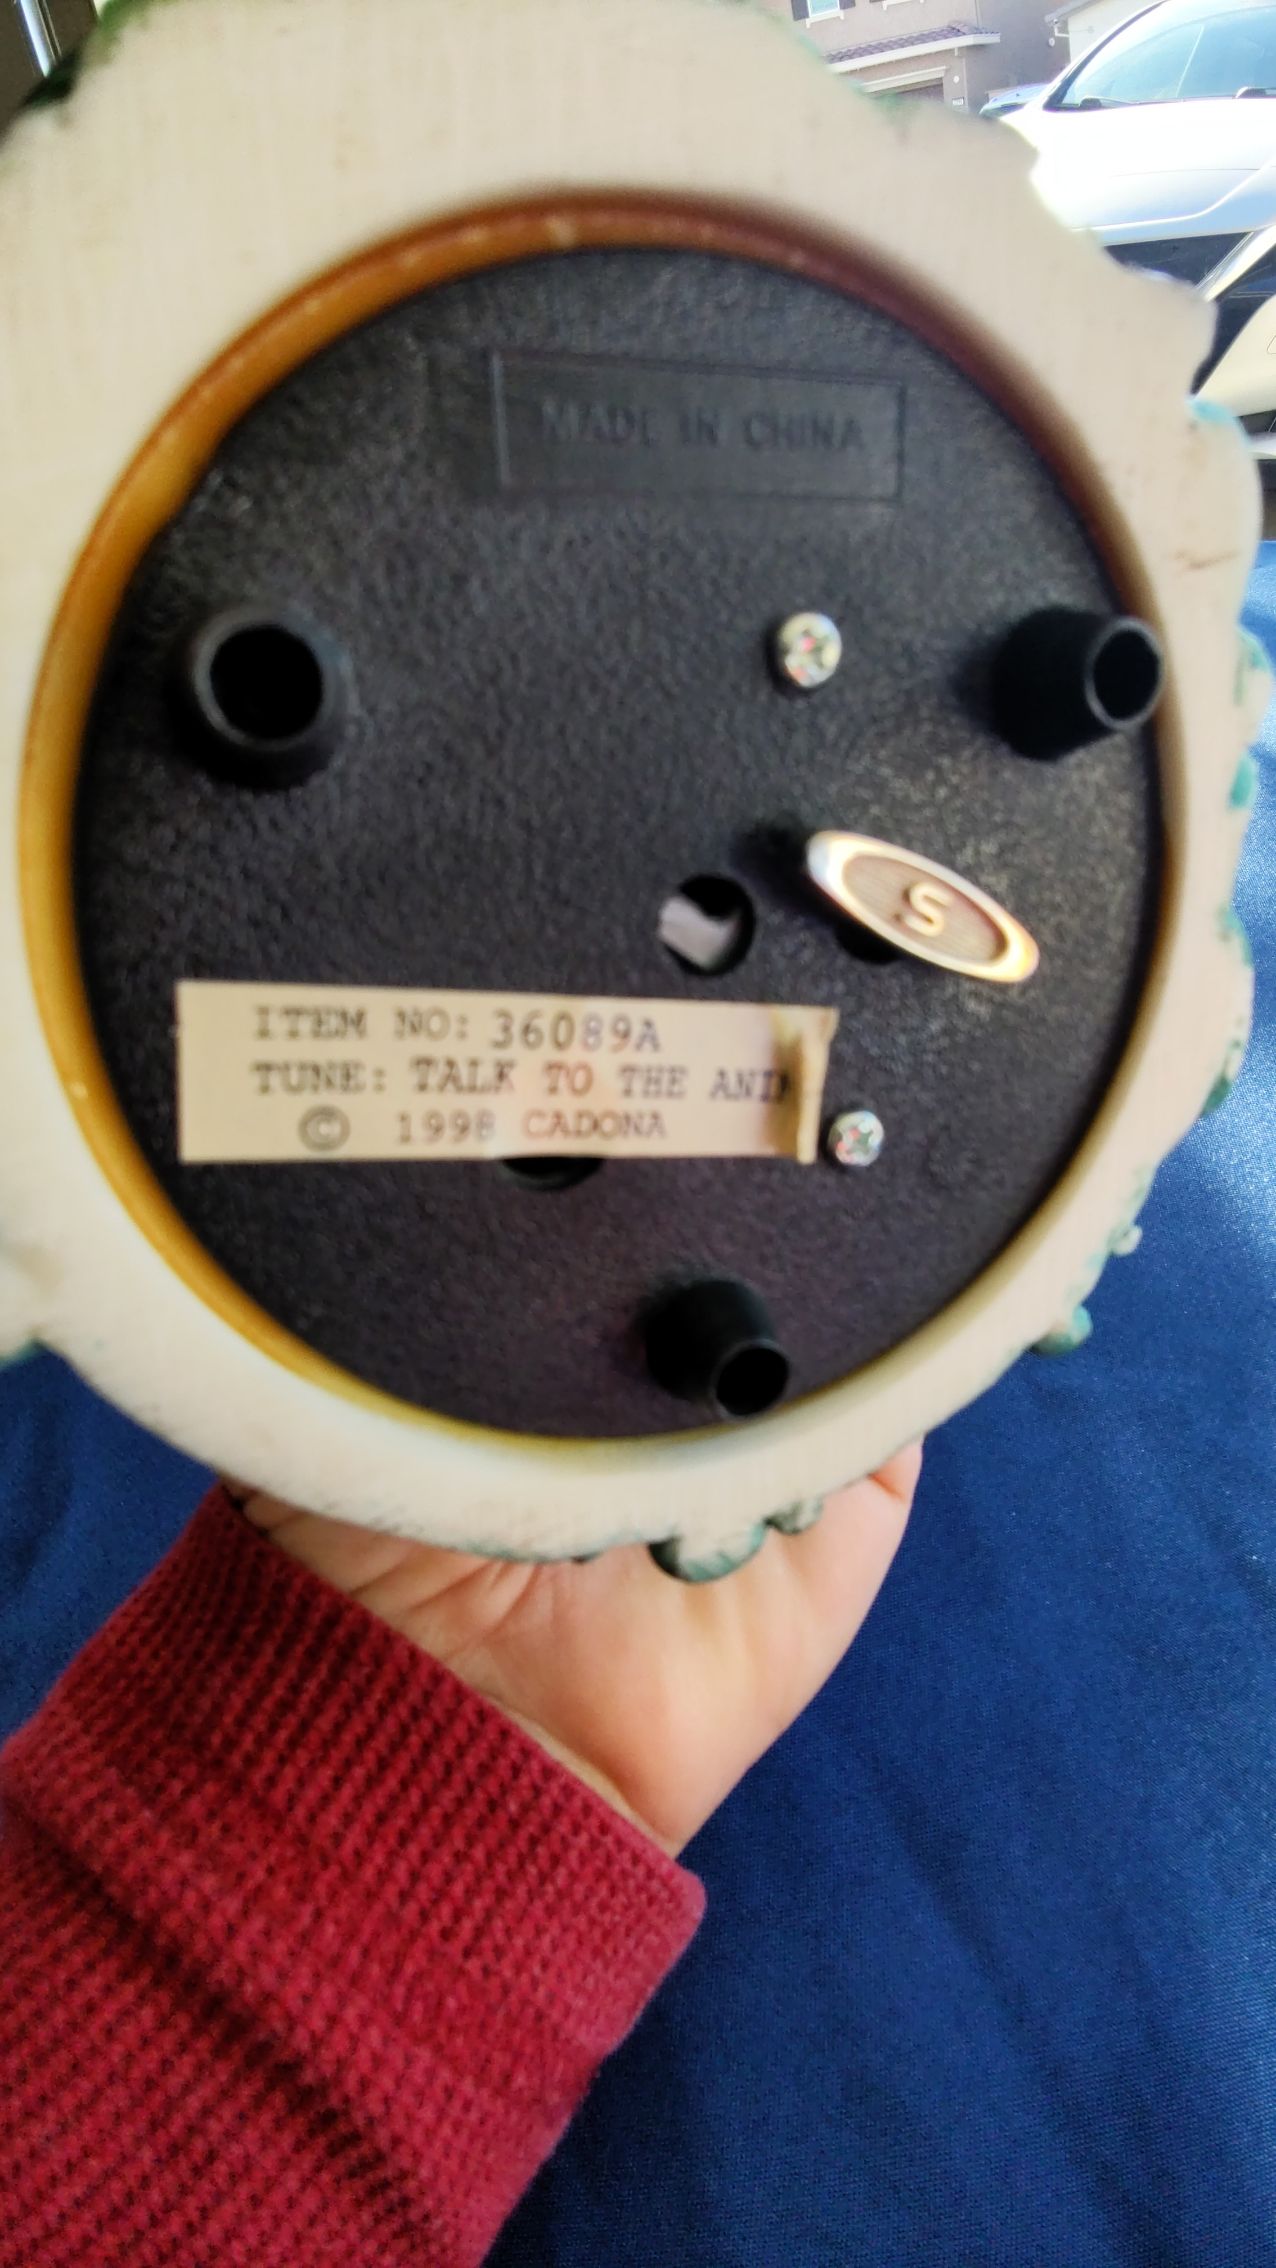 MADE IN CHINA
S
ITEM NO: 36089A
TUNE: TALK TO THE
© 1998 CADONA